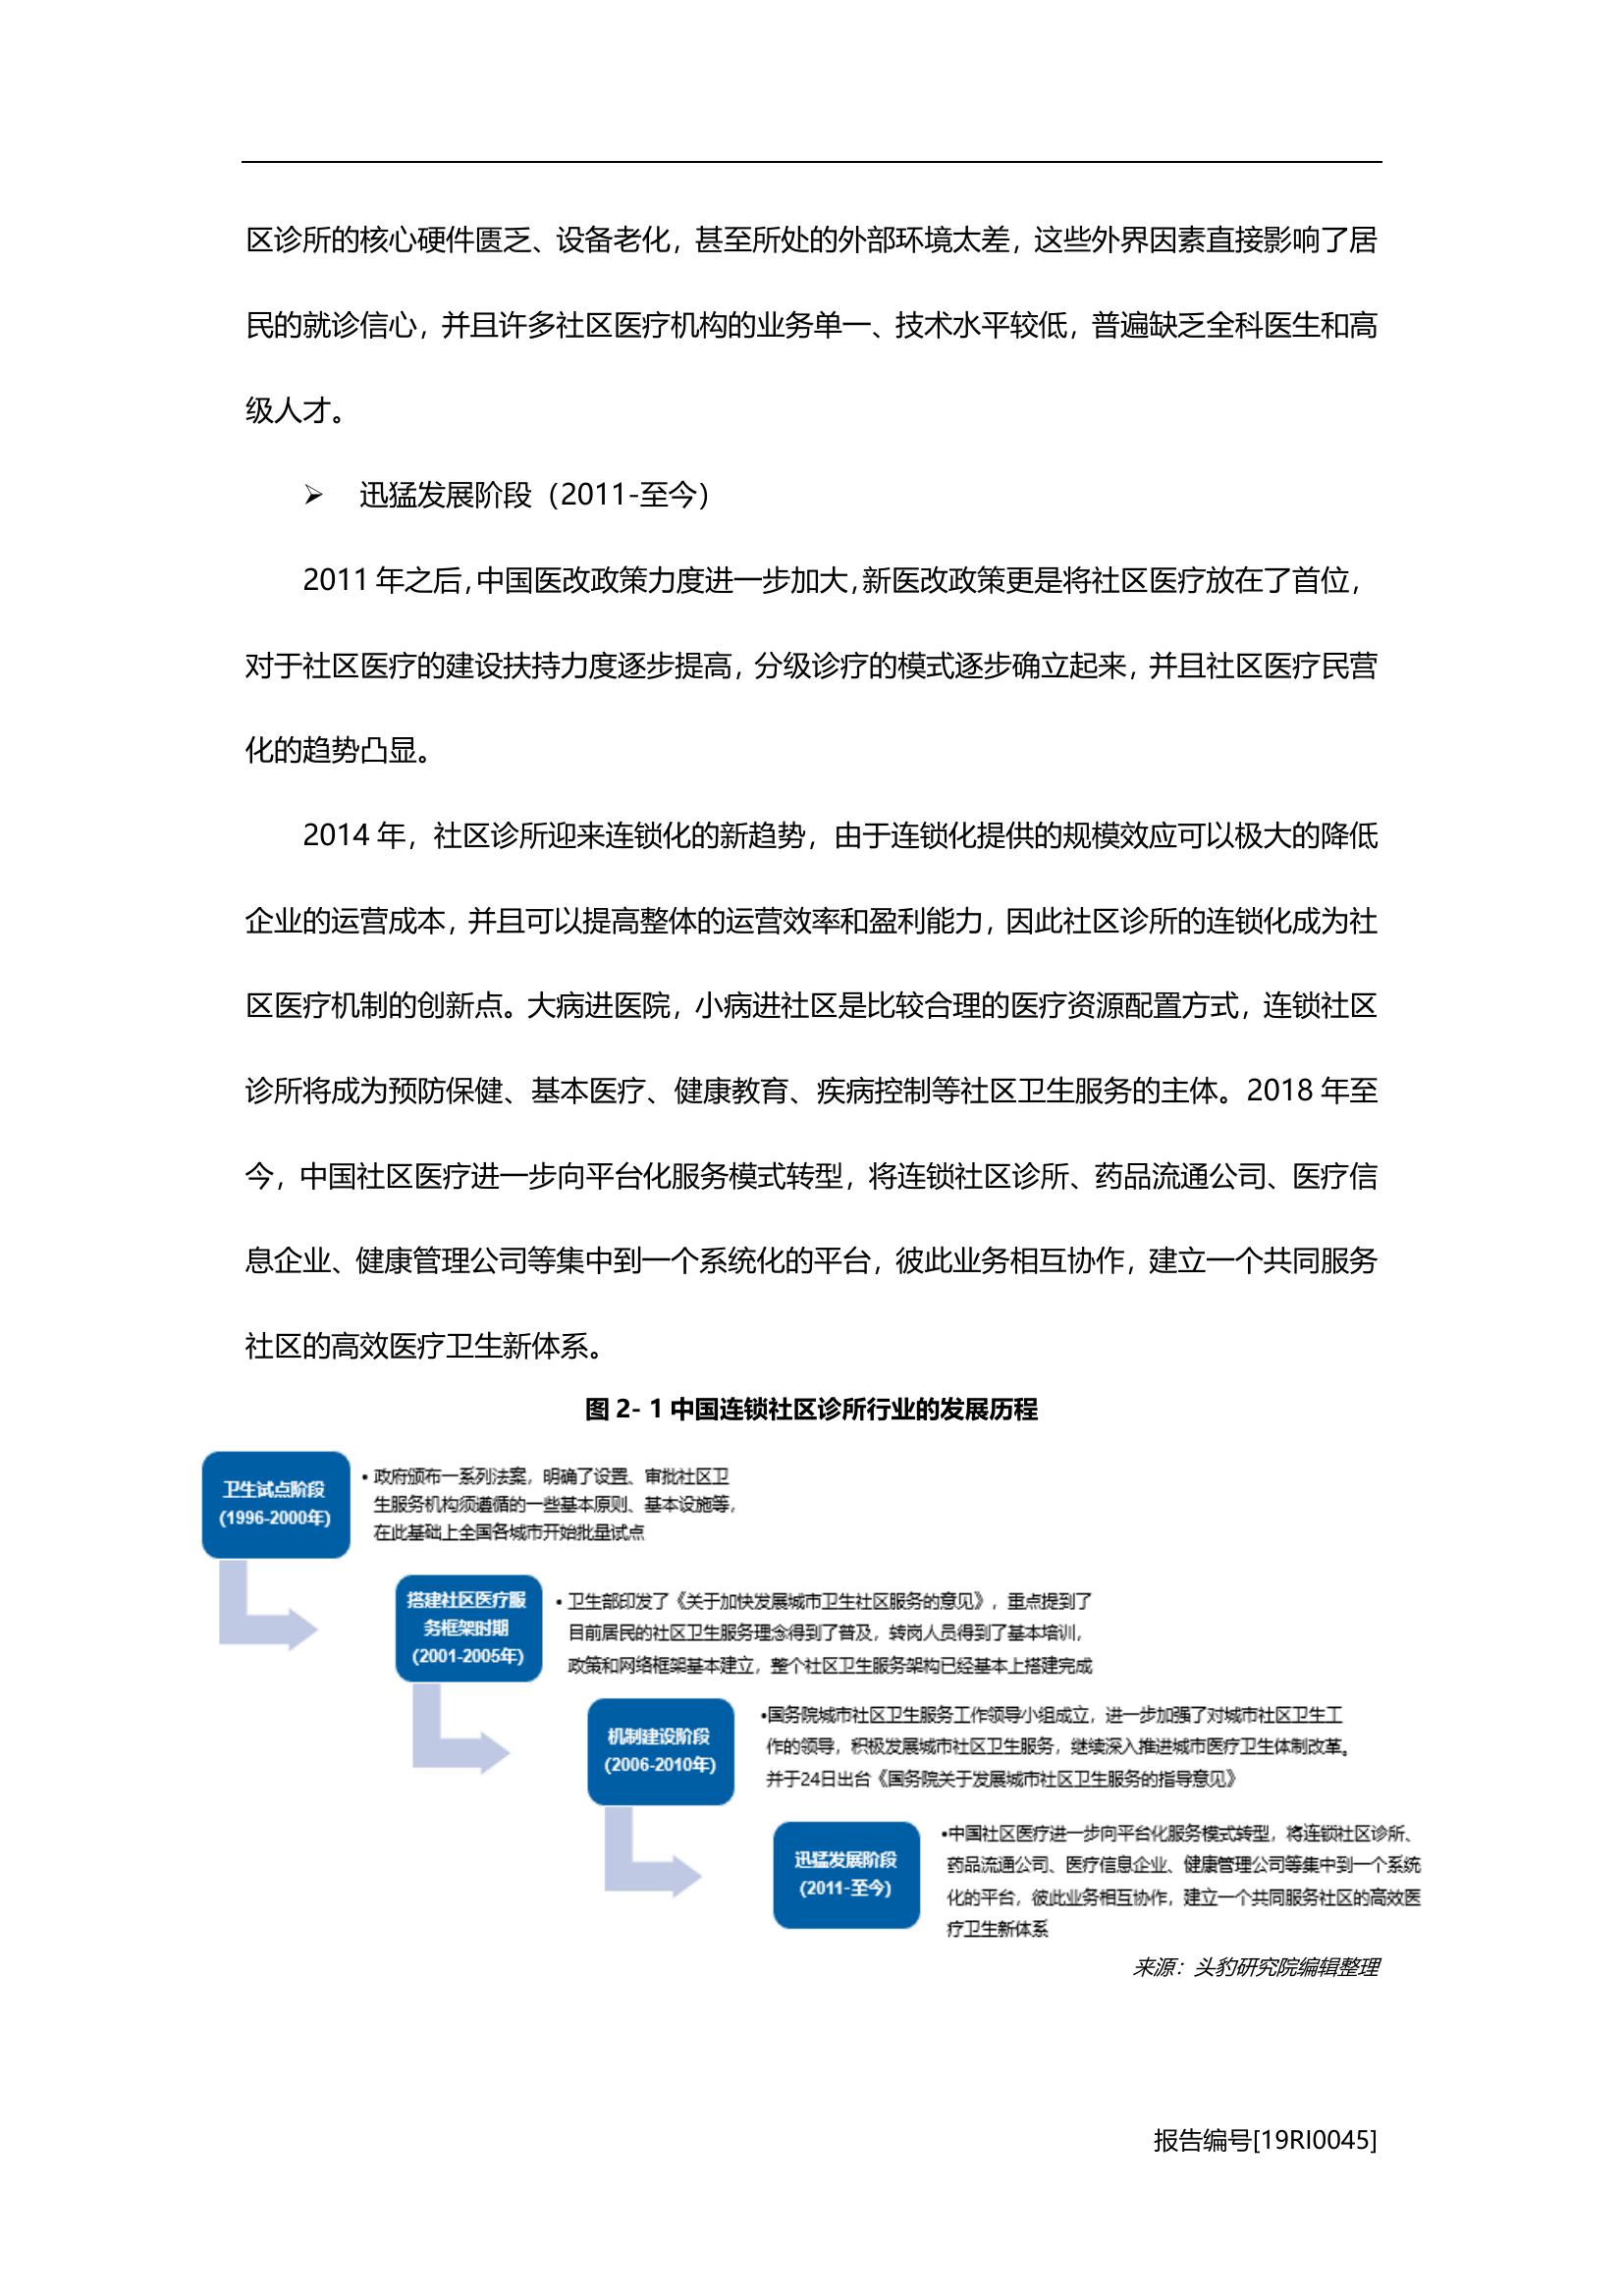 区诊所的核心硬件匮乏、设备老化，甚至所处的外部环境太差，这些外界因素直接影响了居
民的就诊信心，并且许多社区医疗机构的业务单一、技术水平较低，普遍缺乏全科医生和高
级人才。
➢ 迅猛发展阶段（2011-至今）
2011 年之后，中国医改政策力度进一步加大，新医改政策更是将社区医疗放在了首位，
对于社区医疗的建设扶持力度逐步提高，分级诊疗的模式逐步确立起来，并且社区医疗民营
化的趋势凸显。
2014 年，社区诊所迎来连锁化的新趋势，由于连锁化提供的规模效应可以极大的降低
企业的运营成本，并且可以提高整体的运营效率和盈利能力，因此社区诊所的连锁化成为社
区医疗机制的创新点。大病进医院，小病进社区是比较合理的医疗资源配置方式，连锁社区
诊所将成为预防保健、基本医疗、健康教育、疾病控制等社区卫生服务的主体。2018 年至
今，中国社区医疗进一步向平台化服务模式转型，将连锁社区诊所、药品流通公司、医疗信
息企业、健康管理公司等集中到一个系统化的平台，彼此业务相互协作，建立一个共同服务
社区的高效医疗卫生新体系。
图 2- 1 中国连锁社区诊所行业的发展历程
卫生试点阶段
(1996-2000年)
• 政府颁布一系列法案，明确了设置、审批社区卫
生服务机构须遵循的一些基本原则、基本设施等，
在此基础上全国各城市开始批量试点
搭建社区医疗服
务框架时期
(2001-2005年)
• 卫生部印发了《关于加快发展城市卫生社区服务的意见》，重点提到了
目前居民的社区卫生服务理念得到了普及，转岗人员得到了基本培训，
政策和网络框架基本建立，整个社区卫生服务架构已经基本上搭建完成
机制建设阶段
(2006-2010年)
•国务院城市社区卫生服务工作领导小组成立，进一步加强了对城市社区卫生工
作的领导，积极发展城市社区卫生服务，继续深入推进城市医疗卫生体制改革。
并于24日出台《国务院关于发展城市社区卫生服务的指导意见》
迅猛发展阶段
(2011-至今)
•中国社区医疗进一步向平台化服务模式转型，将连锁社区诊所、
药品流通公司、医疗信息企业、健康管理公司等集中到一个系统
化的平台，彼此业务相互协作，建立一个共同服务社区的高效医
疗卫生新体系
来源：头豹研究院编辑整理
报告编号[19RI0045]